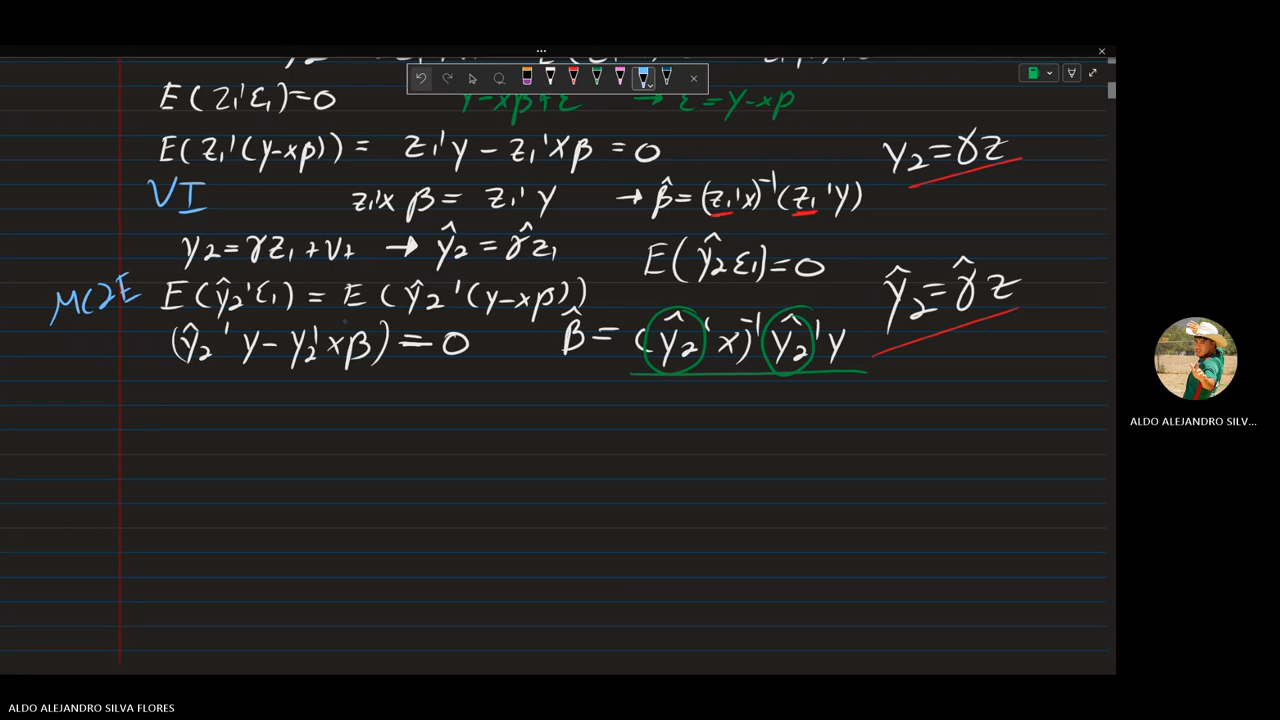 E(z₁'ε₁)=0
y-xβ+ε → ε=y-xβ
E(z₁'(y-xβ)) = z₁'y - z₁'xβ = 0
y₂=γz
VI
z₁'x β = z₁'y → β̂=(z₁'x)⁻¹(z₁'y)
y₂=γz₁+v₊ → ŷ₂=γ̂z₁
E(ŷ₂ε₁)=0
ŷ₂=γ̂z
MC2E E(ŷ₂'ε₁) = E(ŷ₂'(y-xβ))
(ŷ₂'y-y₂'xβ)=0 β̂=(ŷ₂'x)⁻¹ŷ₂'y
ALDO ALEJANDRO SILV...
ALDO ALEJANDRO SILVA FLORES